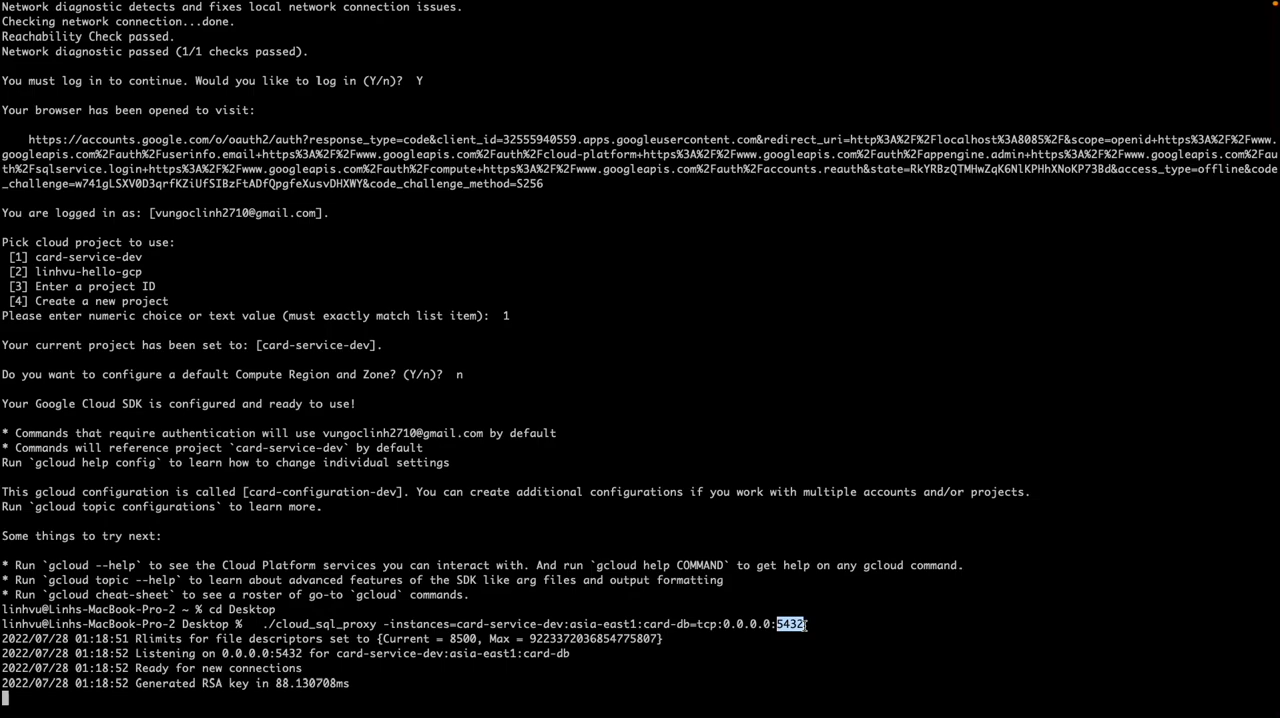 Network diagnostic detects and fixes local network connection issues.
Checking network connection...done.
Reachability Check passed.
Network diagnostic passed (1/1 checks passed).
You must log in to continue. Would you like to log in (Y/n)?  Y
Your browser has been opened to visit:
https://accounts.google.com/o/oauth2/auth?response_type=code&client_id=32555940559.apps.googleusercontent.com&redirect_uri=http%3A%2F%2Flocalhost%3A8085%2F&scope=openid+https%3A%2F%2Fwww.
googleapis.com%2Fauth%2Fuserinfo.email+https%3A%2F%2Fwww.googleapis.com%2Fauth%2Fcloud-platform+https%3A%2F%2Fwww.googleapis.com%2Fauth%2Fappengine.admin+https%3A%2F%2Fwww.googleapis.com%2Fau
th%2Fsqlservice.login+https%3A%2F%2Fwww.googleapis.com%2Fauth%2Fcompute+https%3A%2F%2Fwww.googleapis.com%2Fauth%2Faccounts.reauth&state=RkYRBzQTMHwZqK6NlKPHhXNoKP73Bd&access_type=offline&code
_challenge=w741gLSXV0D3qrfKZiUfSIBzFtADfQpgfeXusvDHXWY&code_challenge_method=S256
You are logged in as: [vungoclinh2710@gmail.com].
Pick cloud project to use:
[1] card-service-dev
[2] linhvu-hello-gcp
[3] Enter a project ID
[4] Create a new project
Please enter numeric choice or text value (must exactly match list item):  1
Your current project has been set to: [card-service-dev].
Do you want to configure a default Compute Region and Zone? (Y/n)?  n
Your Google Cloud SDK is configured and ready to use!
* Commands that require authentication will use vungoclinh2710@gmail.com by default
* Commands will reference project `card-service-dev` by default
Run `gcloud help config` to learn how to change individual settings
This gcloud configuration is called [card-configuration-dev]. You can create additional configurations if you work with multiple accounts and/or projects.
Run `gcloud topic configurations` to learn more.
Some things to try next:
* Run `gcloud --help` to see the Cloud Platform services you can interact with. And run `gcloud help COMMAND` to get help on any gcloud command.
* Run `gcloud topic --help` to learn about advanced features of the SDK like arg files and output formatting
* Run `gcloud cheat-sheet` to see a roster of go-to `gcloud` commands.
linhvu@Linhs-MacBook-Pro-2 ~ % cd Desktop
linhvu@Linhs-MacBook-Pro-2 Desktop %   ./cloud_sql_proxy -instances=card-service-dev:asia-east1:card-db=tcp:0.0.0.0:5432
2022/07/28 01:18:51 Rlimits for file descriptors set to {Current = 8500, Max = 9223372036854775807}
2022/07/28 01:18:52 Listening on 0.0.0.0:5432 for card-service-dev:asia-east1:card-db
2022/07/28 01:18:52 Ready for new connections
2022/07/28 01:18:52 Generated RSA key in 88.130708ms